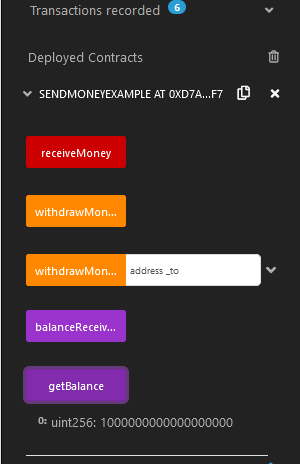 Transactions recorded 6
Deployed Contracts
SENDMONEYEXAMPLE AT 0XD7A...F7
receiveMoney
withdrawMon...
withdrawMon... address _to
balanceReceiv...
getBalance
0: uint256: 1000000000000000000